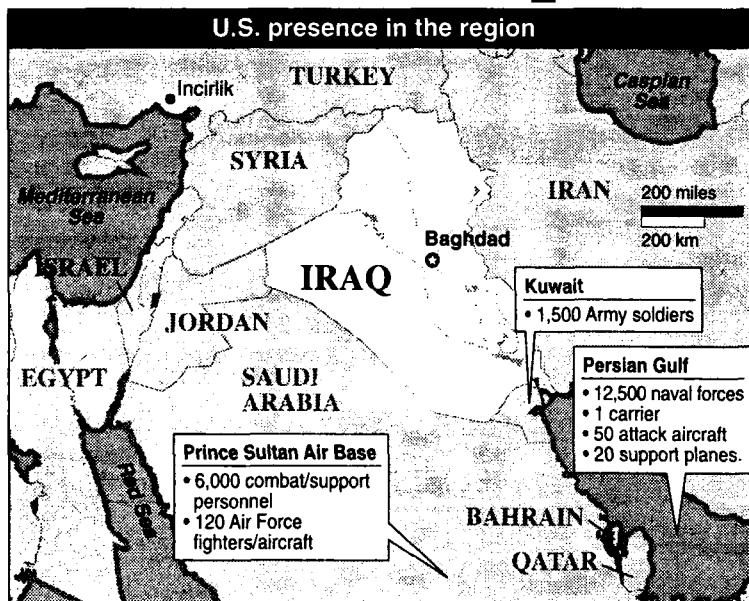 U.S. presence in the region
Incirlik
TURKEY
Caspian
Sea
SYRIA
IRAN
200 miles
200 km
Mediterranean
Sea
Baghdad
ISRAEL
IRAQ
Kuwait
• 1,500 Army soldiers
JORDAN
EGYPT
SAUDI
ARABIA
Persian Gulf
• 12,500 naval forces
• 1 carrier
• 50 attack aircraft
• 20 support planes.
Prince Sultan Air Base
• 6,000 combat/support
personnel
• 120 Air Force
fighters/aircraft
Red Sea
BAHRAIN
QATAR